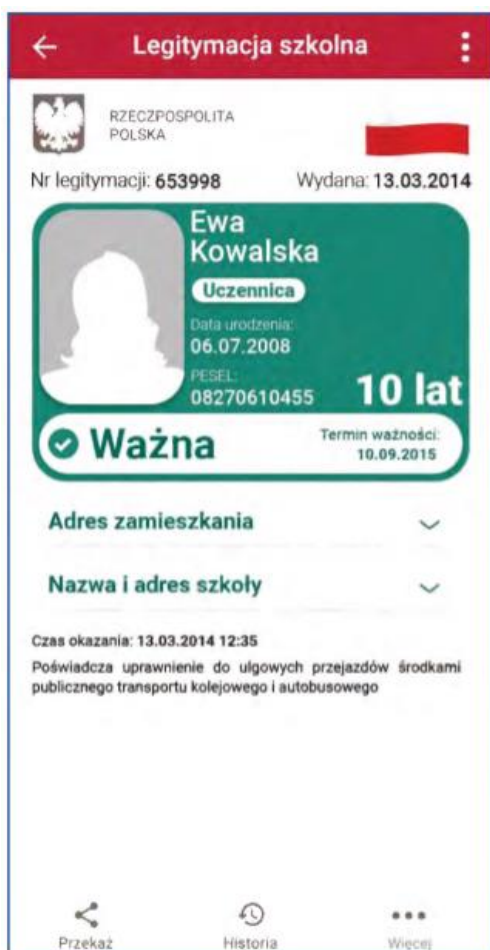 Legitymacja szkolna
RZECZPOSPOLITA
POLSKA
Nr legitymacji: 653998 Wydana: 13.03.2014
Ewa
Kowalska
Uczennica
Data urodzenia:
06.07.2008
PESEL:
08270610455
10 lat
Ważna
Termin ważności:
10.09.2015
Adres zamieszkania
Nazwa i adres szkoły
Czas okazania: 13.03.2014 12:35
Poświadcza uprawnienie do ulgowych przejazdów środkami
publicznego transportu kolejowego i autobusowego
Przekaż Historia Więcej